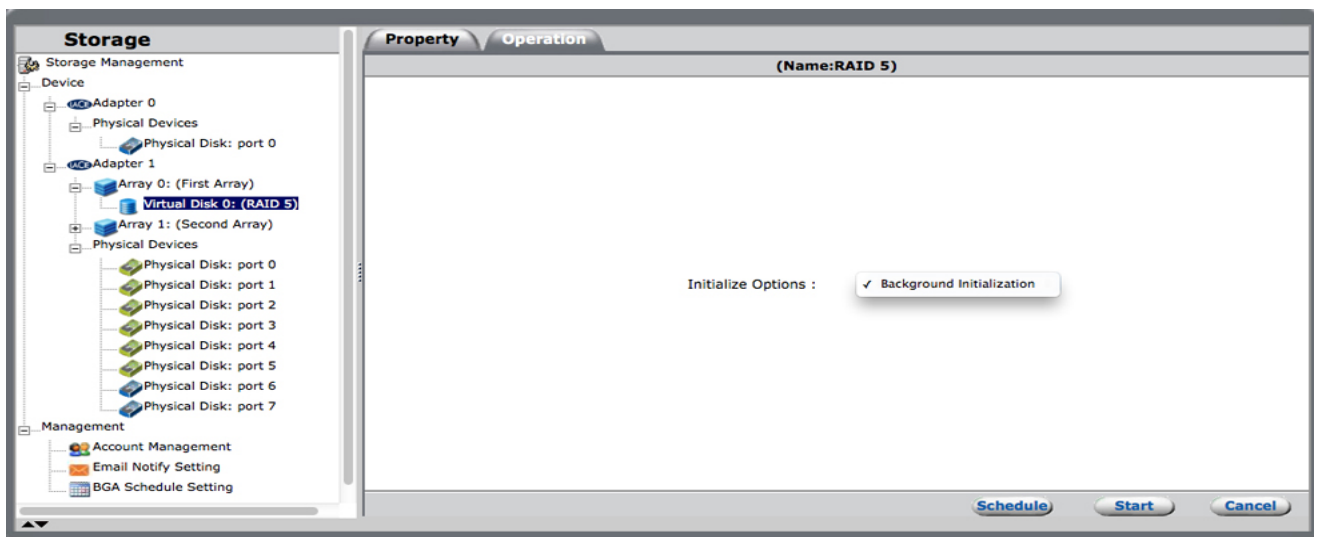 Storage
Storage Management
Device
Adapter 0
Physical Devices
Physical Disk: port 0
Adapter 1
Array 0: (First Array)
Virtual Disk 0: (RAID 5)
Array 1: (Second Array)
Physical Devices
Physical Disk: port 0
Physical Disk: port 1
Physical Disk: port 2
Physical Disk: port 3
Physical Disk: port 4
Physical Disk: port 5
Physical Disk: port 6
Physical Disk: port 7
Management
Account Management
Email Notify Setting
BGA Schedule Setting
Property Operation
(Name:RAID 5)
Initialize Options : ✓ Background Initialization
Schedule Start Cancel